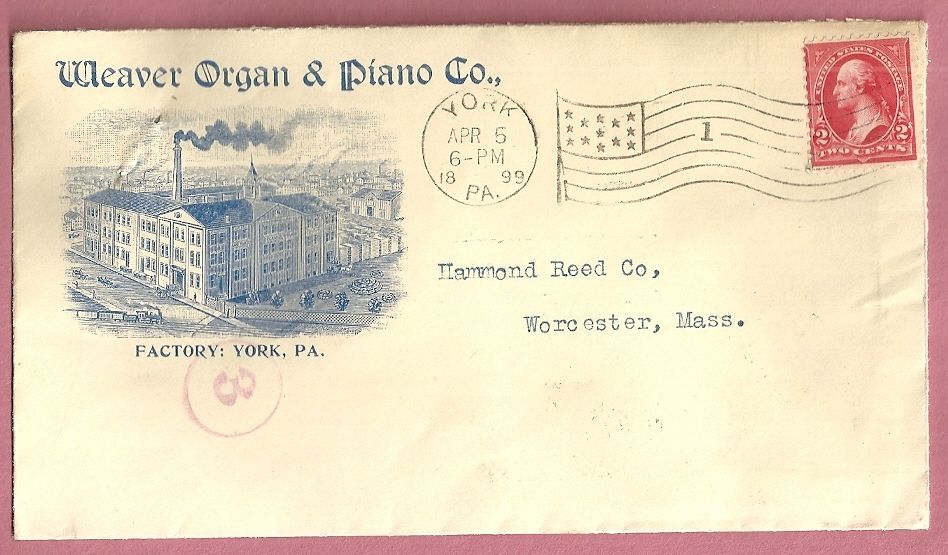 Weaver Organ & Piano Co.,
FACTORY: YORK, PA.
YORK
APR 5
6-PM
18 99
PA.
1
UNITED STATES POSTAGE
2 2
TWO CENTS
Hammond Reed Co,
Worcester, Mass.
3